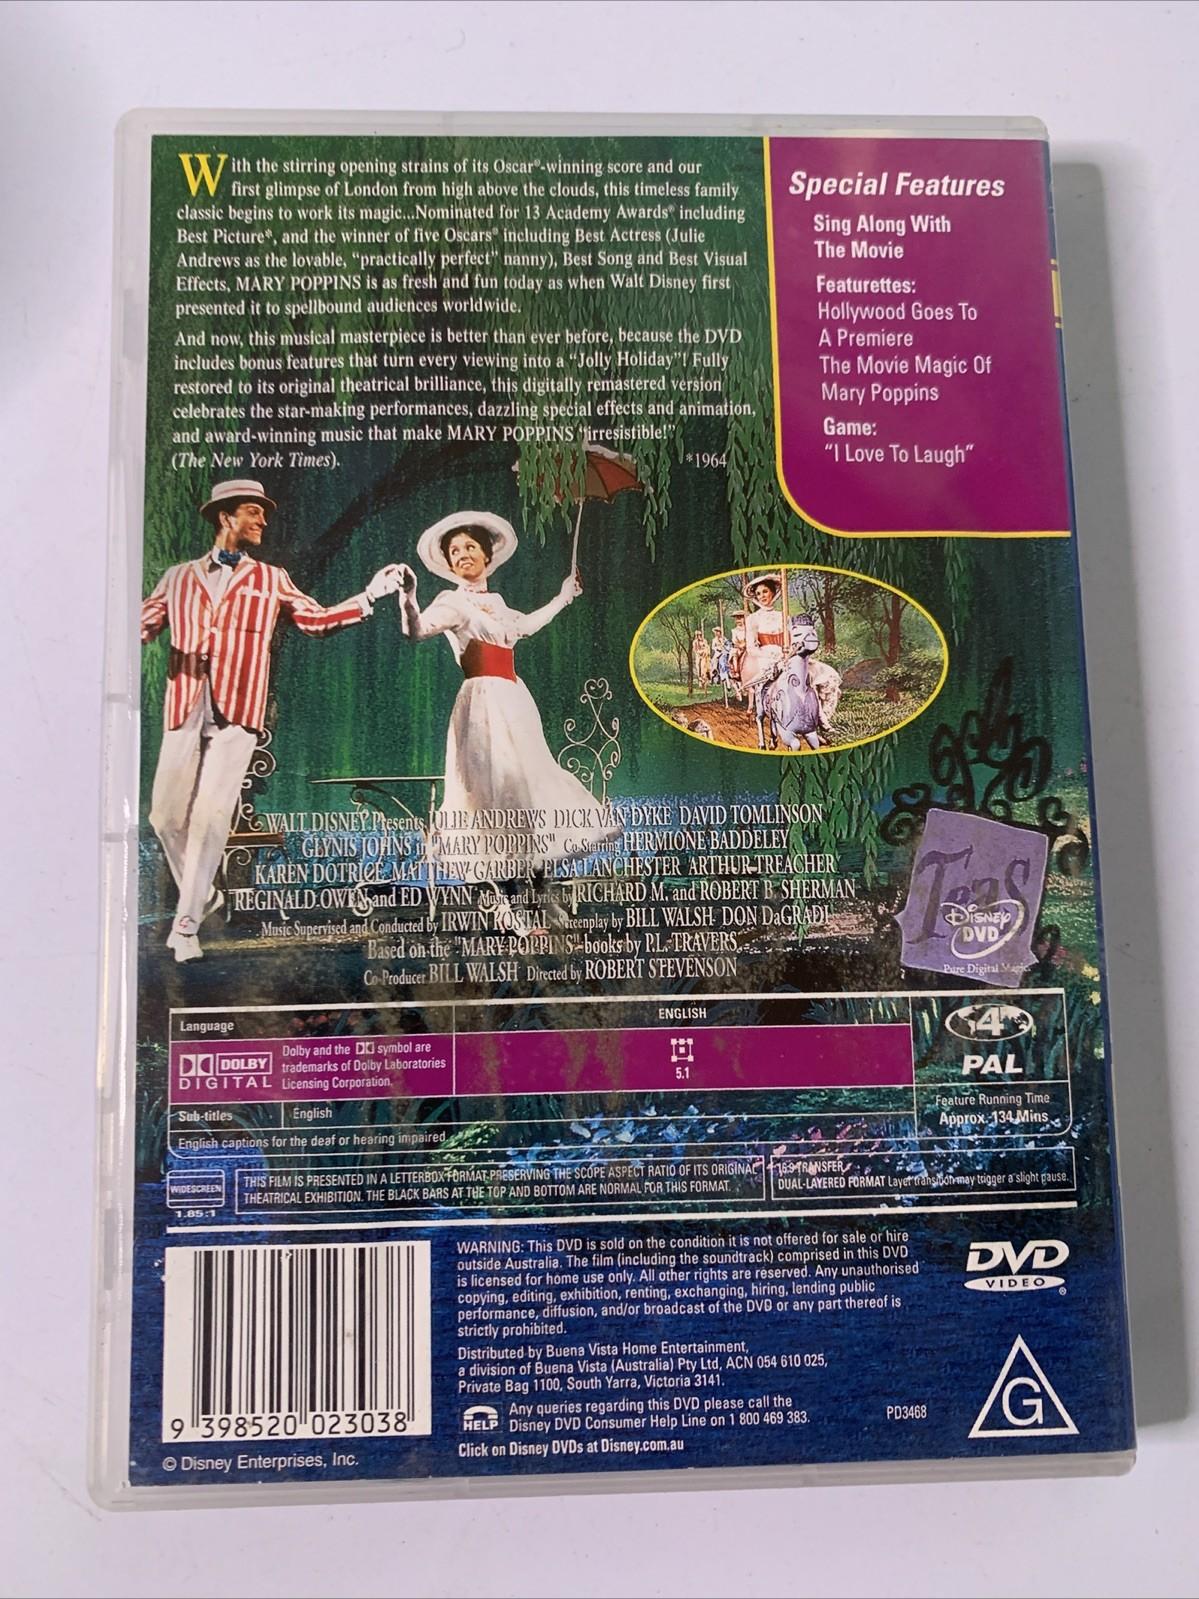 With the stirring opening strains of its Oscar®-winning score and our
first glimpse of London from high above the clouds, this timeless family
classic begins to work its magic...Nominated for 13 Academy Awards® including
Best Picture*, and the winner of five Oscars® including Best Actress (Julie
Andrews as the lovable, "practically perfect" nanny), Best Song and Best Visual
Effects, MARY POPPINS is as fresh and fun today as when Walt Disney first
presented it to spellbound audiences worldwide.
And now, this musical masterpiece is better than ever before, because the DVD
includes bonus features that turn every viewing into a "Jolly Holiday"! Fully
restored to its original theatrical brilliance, this digitally remastered version
celebrates the star-making performances, dazzling special effects and animation,
and award-winning music that make MARY POPPINS "irresistible!"
(The New York Times).
*1964
Special Features
Sing Along With
The Movie
Featurettes:
Hollywood Goes To
A Premiere
The Movie Magic Of
Mary Poppins
Game:
"I Love To Laugh"
WALT DISNEY Presents JULIE ANDREWS DICK VAN DYKE DAVID TOMLINSON
GLYNIS JOHNS in "MARY POPPINS" Co-Starring HERMIONE BADDELEY
KAREN DOTRICE MATTHEW GARBER ELSA LANCHESTER ARTHUR TREACHER
REGINALD OWEN and ED WYNN Music and Lyrics by RICHARD M. and ROBERT B. SHERMAN
Music Supervised and Conducted by IRWIN KOSTAL Screenplay by BILL WALSH DON DaGRADI
Based on the "MARY POPPINS" books by P.L. TRAVERS
Co-Producer BILL WALSH Directed by ROBERT STEVENSON
DISNEY
DVD
Pure Digital Magic.
Language
ENGLISH
DOLBY
DIGITAL
Dolby and the symbol are
trademarks of Dolby Laboratories
Licensing Corporation.
5.1
Sub-titles
English
English captions for the deaf or hearing impaired
4
PAL
Feature Running Time
Approx. 134 Mins
WIDESCREEN
1.85:1
THIS FILM IS PRESENTED IN A LETTERBOX FORMAT PRESERVING THE SCOPE ASPECT RATIO OF ITS ORIGINAL
THEATRICAL EXHIBITION. THE BLACK BARS AT THE TOP AND BOTTOM ARE NORMAL FOR THIS FORMAT.
16:9 TRANSFER
DUAL-LAYERED FORMAT Layer transition may trigger a slight pause.
WARNING: This DVD is sold on the condition it is not offered for sale or hire
outside Australia. The film (including the soundtrack) comprised in this DVD
is licensed for home use only. All other rights are reserved. Any unauthorised
copying, editing, exhibition, renting, exchanging, hiring, lending public
performance, diffusion, and/or broadcast of the DVD or any part thereof is
strictly prohibited.
Distributed by Buena Vista Home Entertainment,
a division of Buena Vista (Australia) Pty Ltd, ACN 054 610 025,
Private Bag 1100, South Yarra, Victoria 3141.
HELP
Any queries regarding this DVD please call the
Disney DVD Consumer Help Line on 1 800 469 383.
Click on Disney DVDs at Disney.com.au
PD3468
DVD
VIDEO
®
G
9 398520 023038
© Disney Enterprises, Inc.